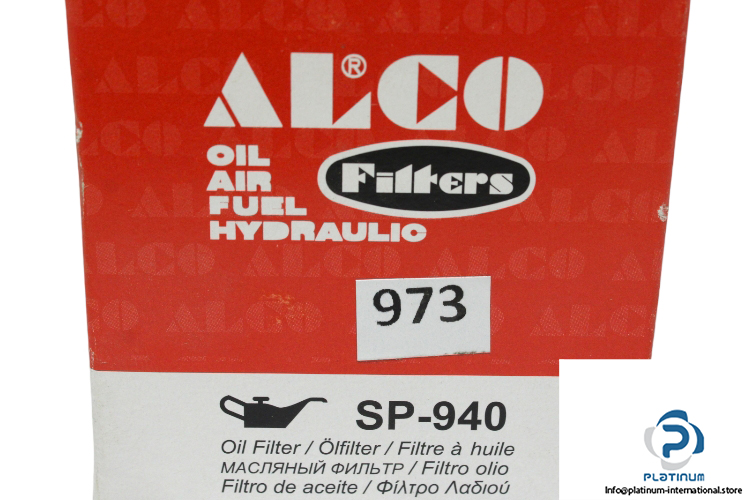 ALCO®
OIL
AIR
FUEL
HYDRAULIC
Filters
973
SP-940
Oil Filter / Ölfilter / Filtre à huile
МАСЛЯНЫЙ ФИЛЬТР / Filtro olio
Filtro de aceite / Φίλτρο Λαδιού
PLATINUM
Info@platinum-international.store